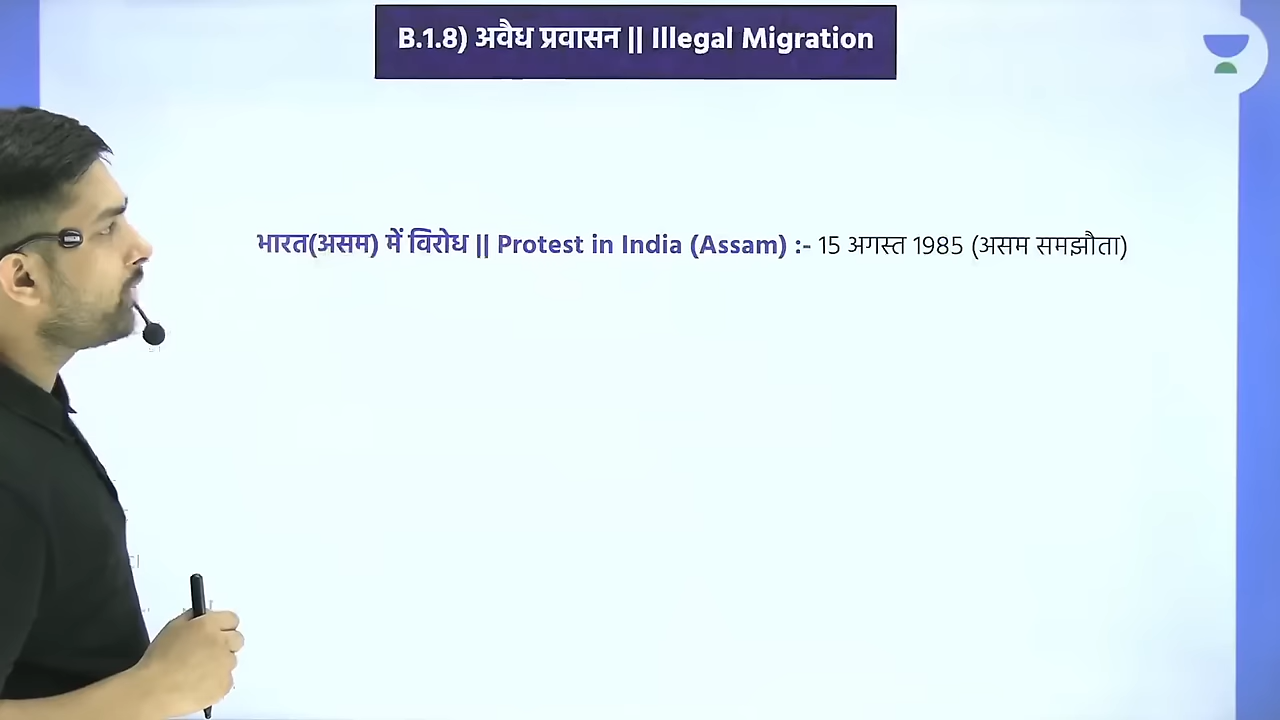 B.1.8) अवैध प्रवासन || Illegal Migration
भारत(असम) में विरोध || Protest in India (Assam) :- 15 अगस्त 1985 (असम समझौता)